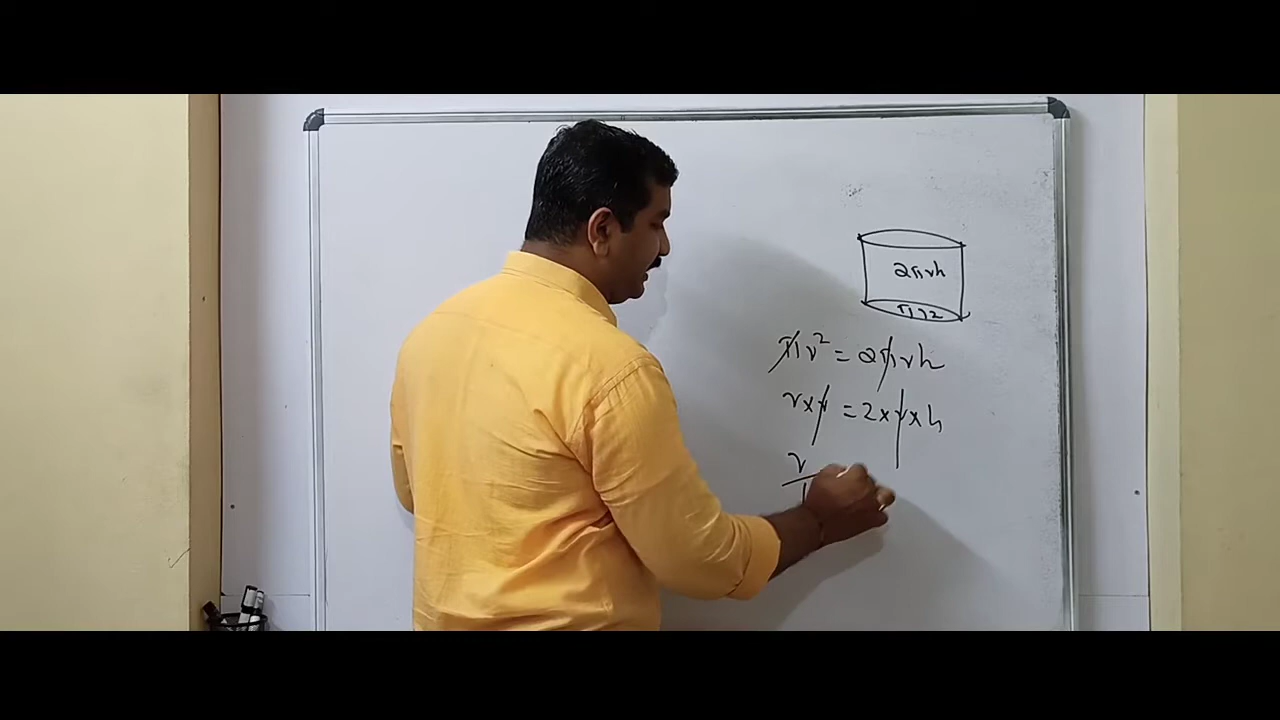 2πrh
πr²
πr² = 2πrh
r×r = 2×r×h
r